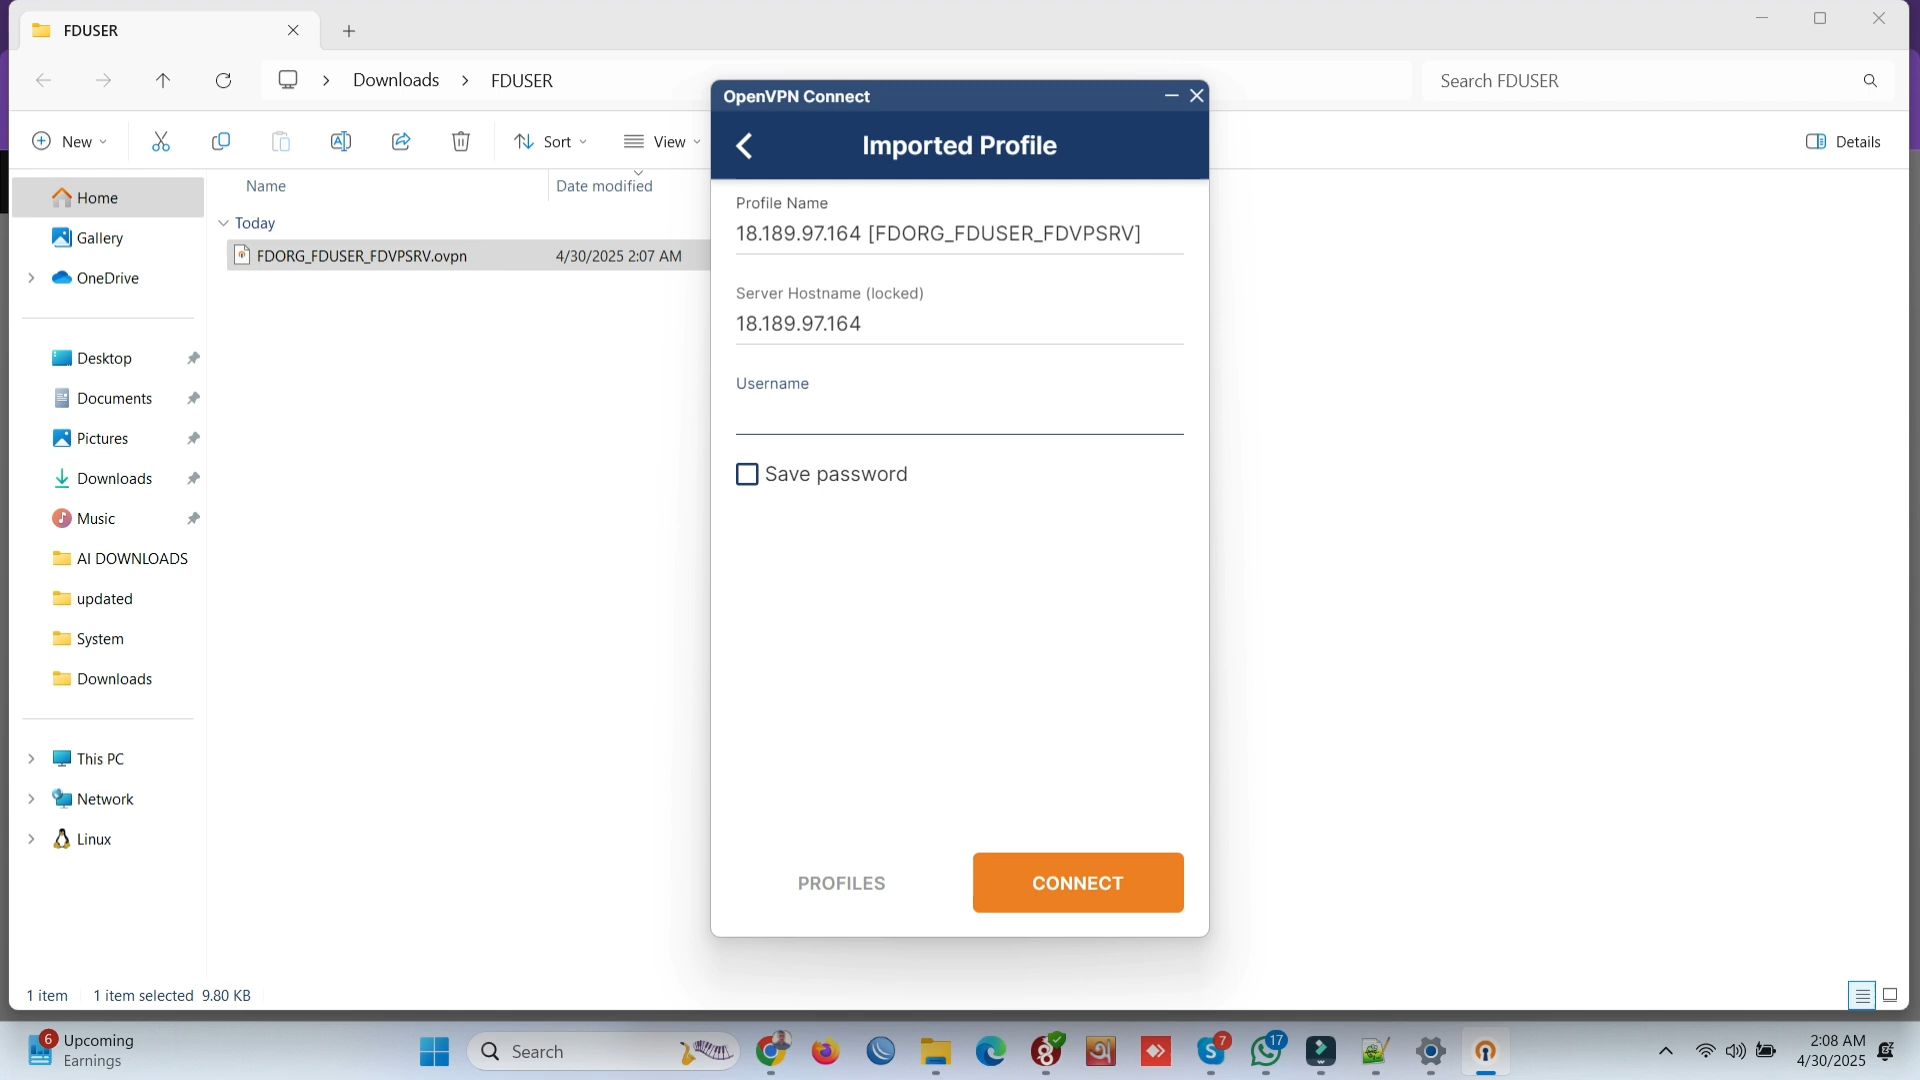 FDUSER
Downloads
FDUSER
Search FDUSER
New
Sort
View
Details
Home
Gallery
OneDrive
Desktop
Documents
Pictures
Downloads
Music
AI DOWNLOADS
updated
System
Downloads
This PC
Network
Linux
Name
Date modified
Today
FDORG_FDUSER_FDVPSRV.ovpn
4/30/2025 2:07 AM
OpenVPN Connect
Imported Profile
Profile Name
18.189.97.164 [FDORG_FDUSER_FDVPSRV]
Server Hostname (locked)
18.189.97.164
Username
Save password
PROFILES
CONNECT
1 item
1 item selected 9.80 KB
6
Upcoming
Earnings
Search
7
17
2:08 AM
4/30/2025